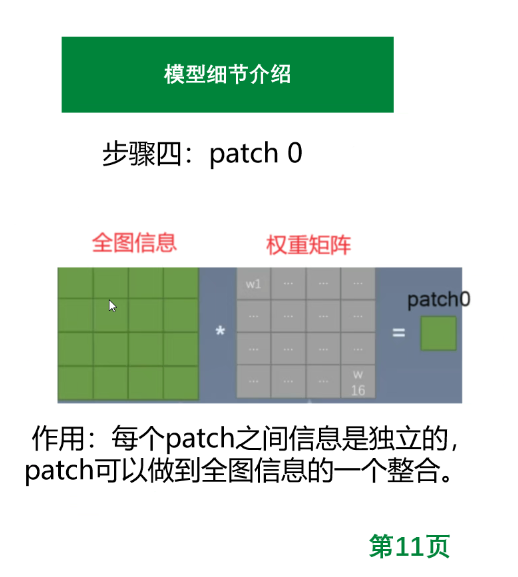 模型细节介绍
步骤四：patch 0
全图信息 权重矩阵
w1 ... ... ...
patch0
... ... ... ...
* =
... ... ... ...
... ... ... w
16
作用：每个patch之间信息是独立的，
patch可以做到全图信息的一个整合。
第11页